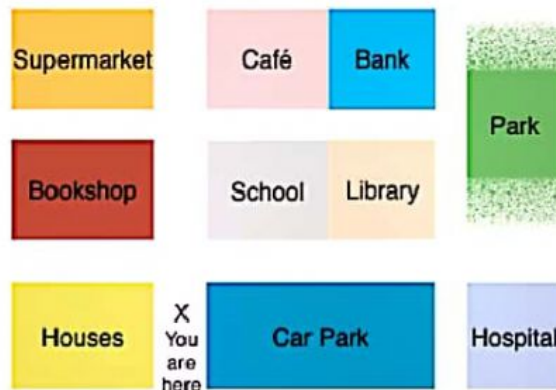 Supermarket
Café
Bank
Park
Bookshop
School
Library
Houses
X
You
are
here
Car Park
Hospital